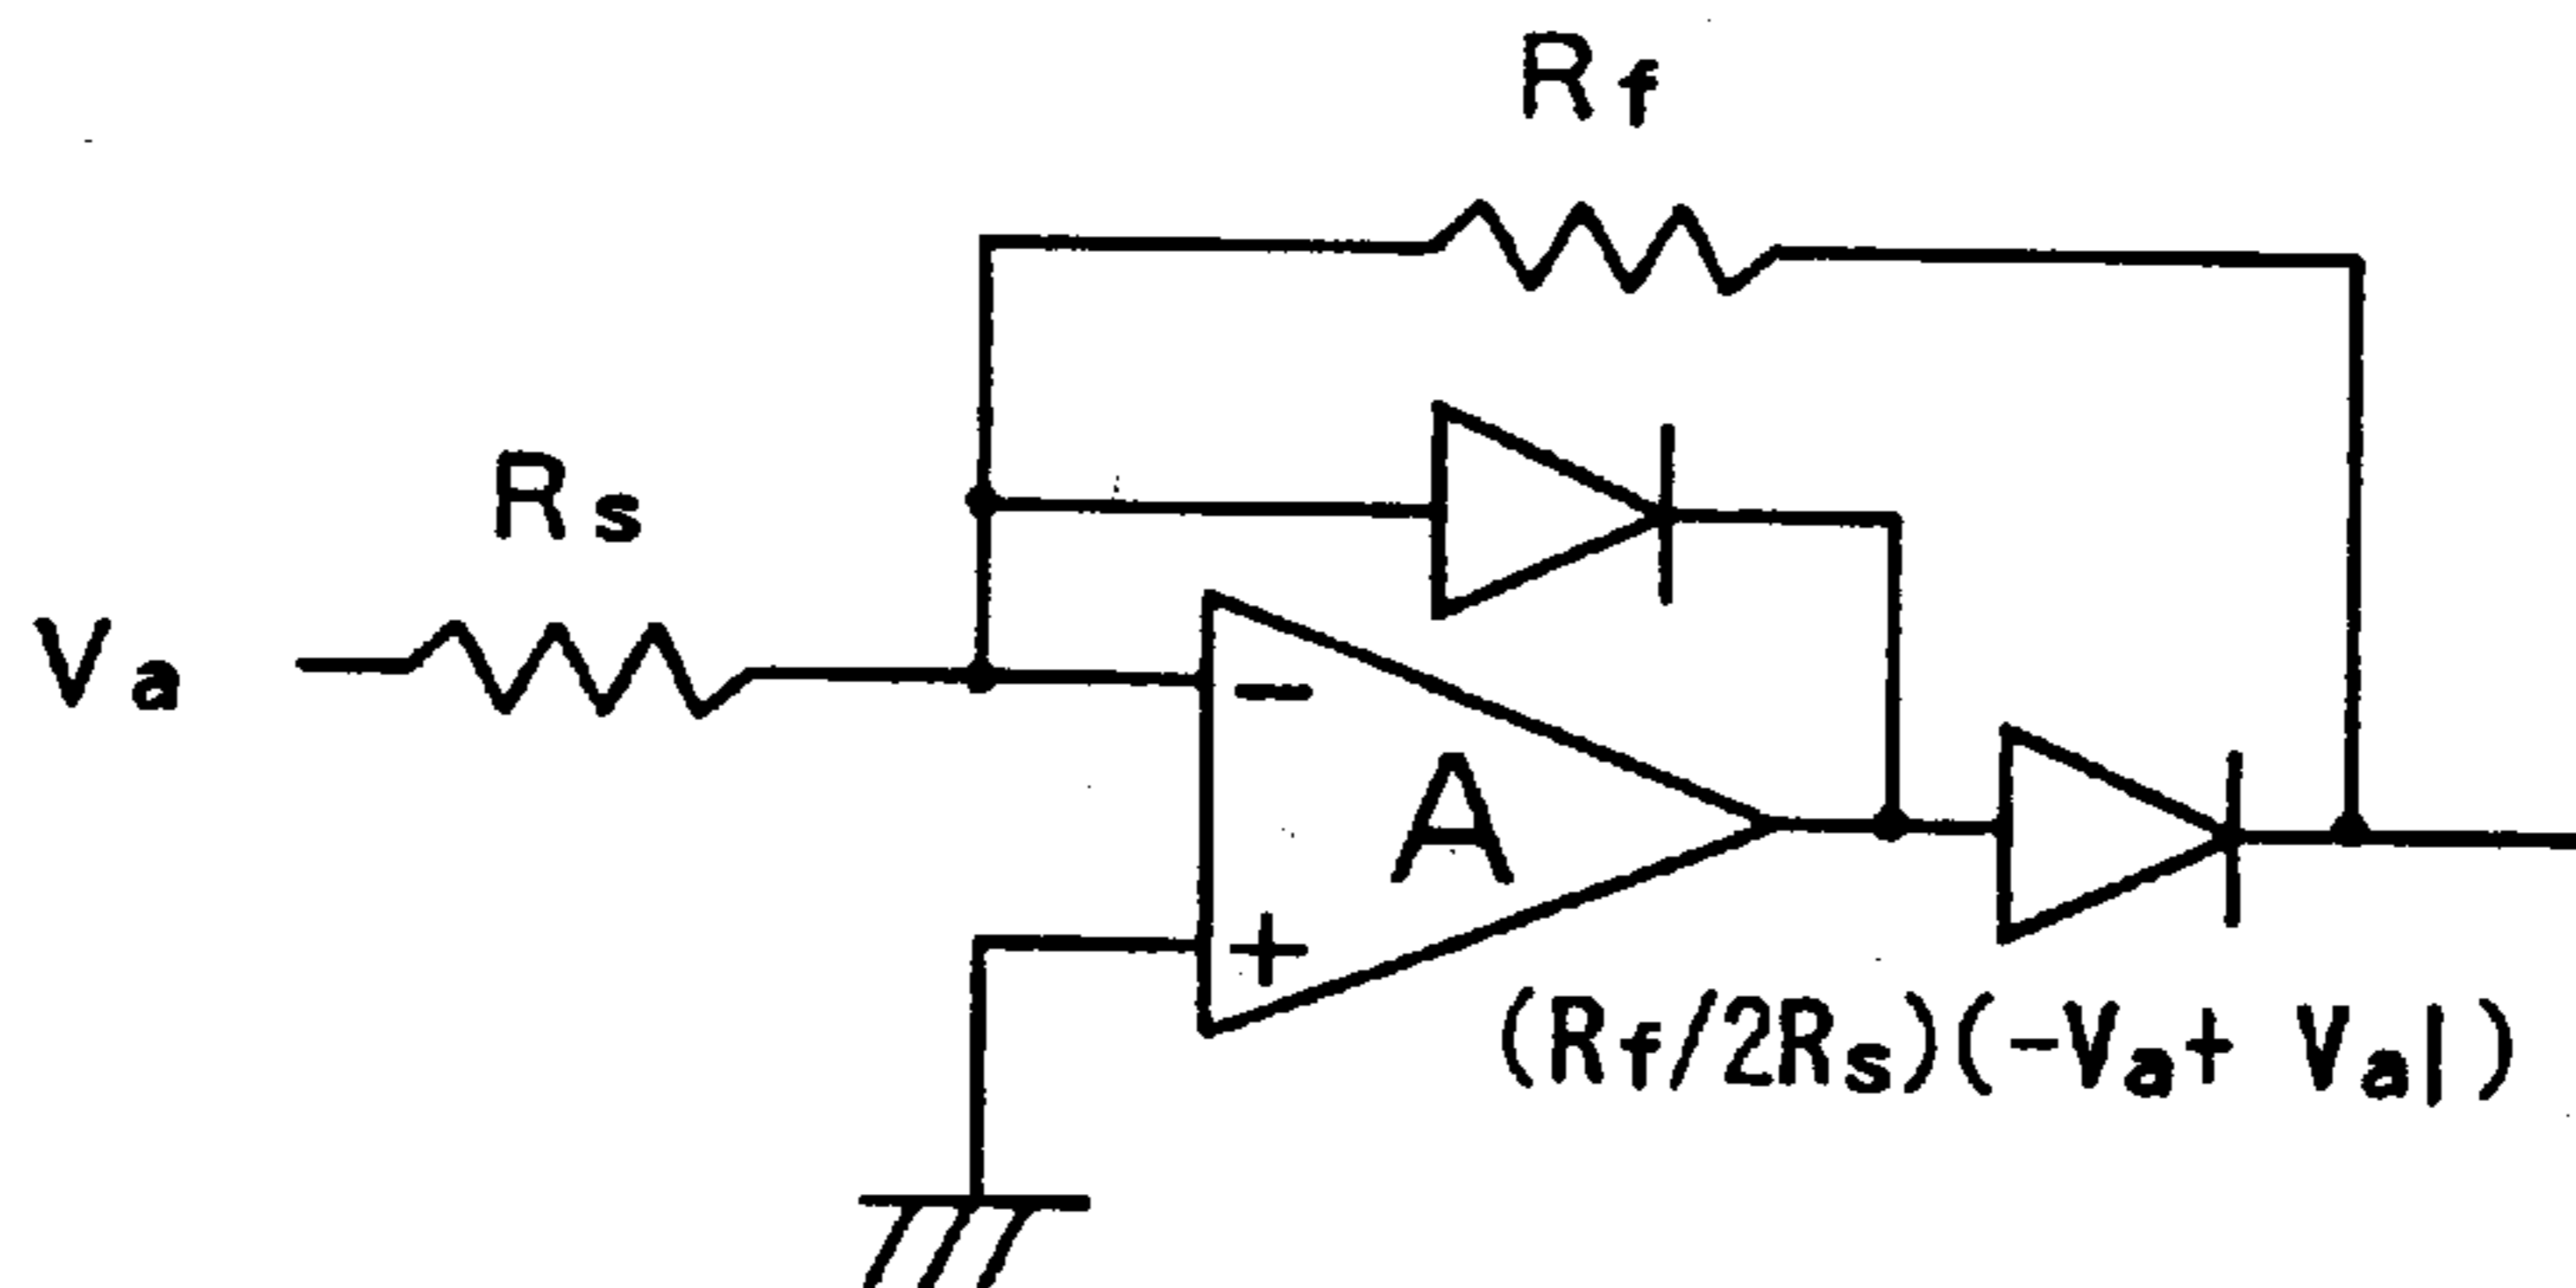 Rf
Rs
Va
-
A
+
(Rf/2Rs)(-Va+ Va|)